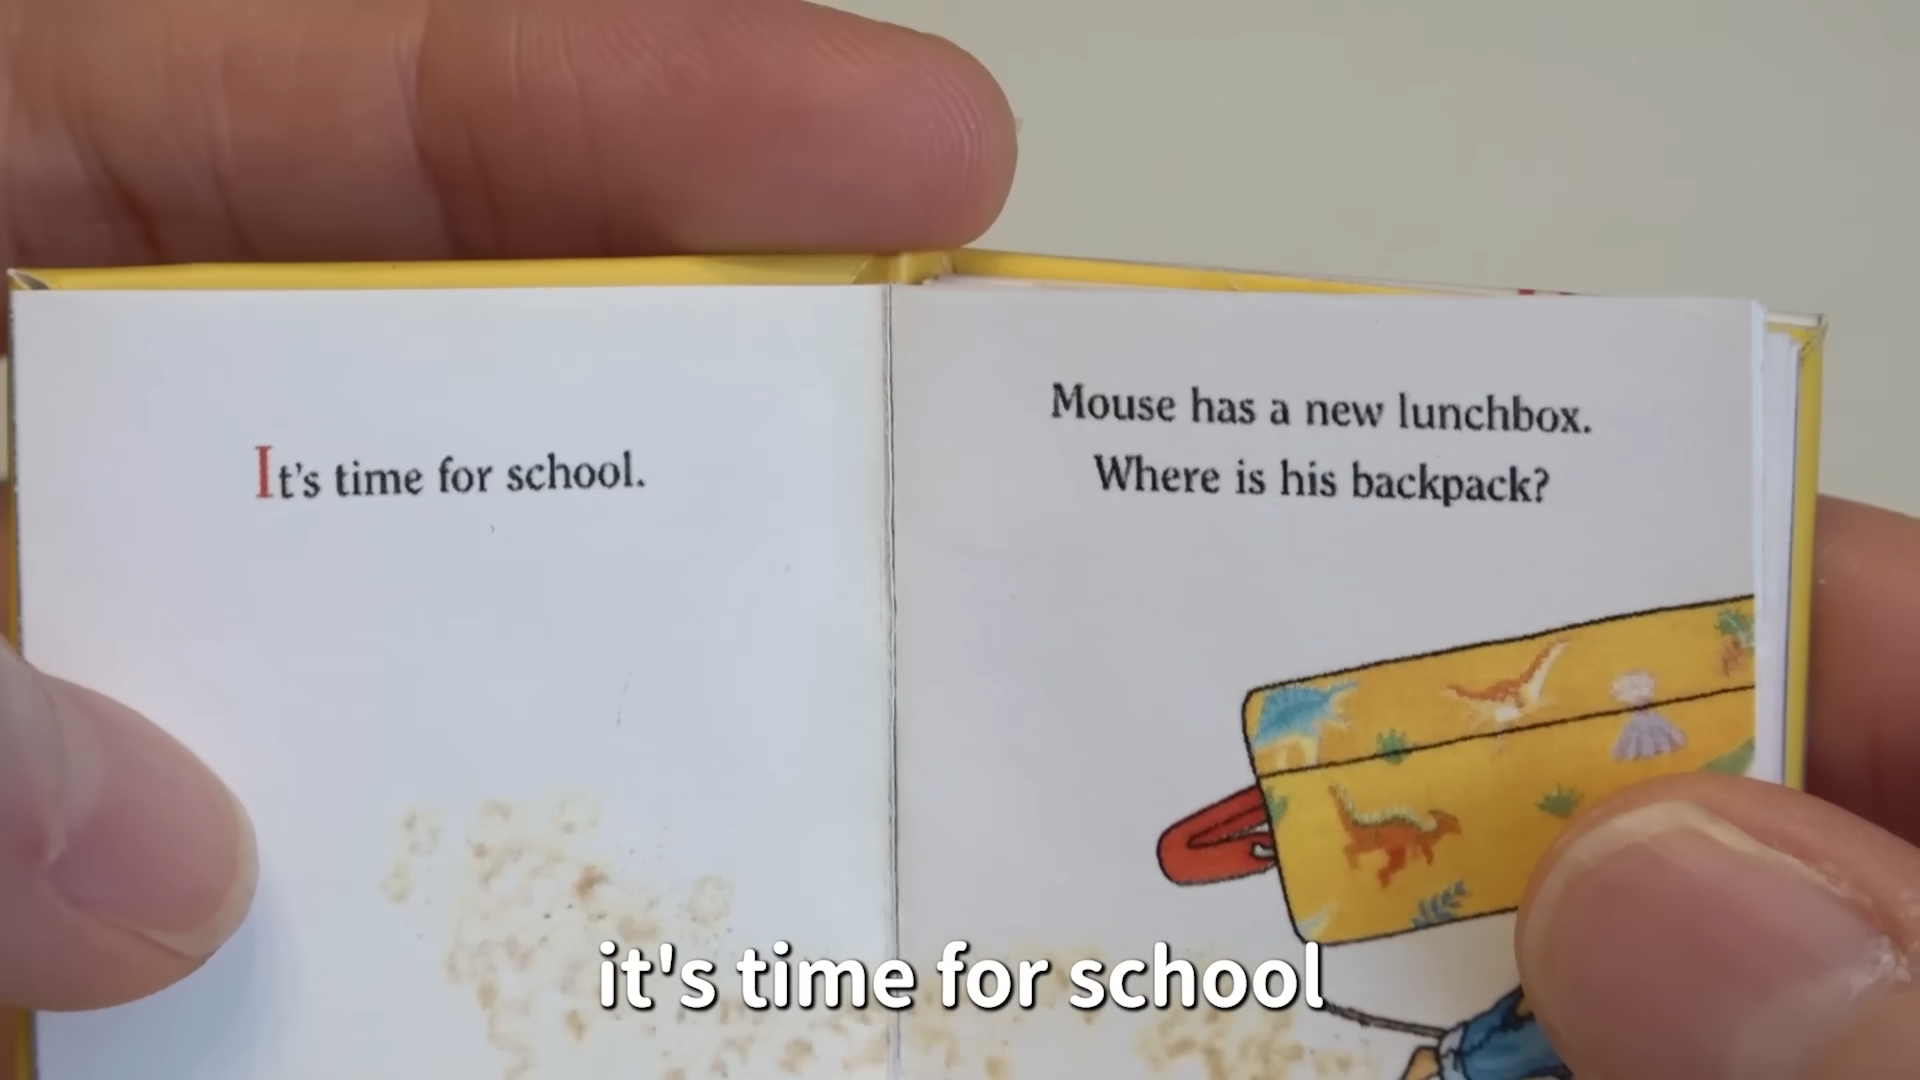 It's time for school.
Mouse has a new lunchbox.
Where is his backpack?
it's time for school